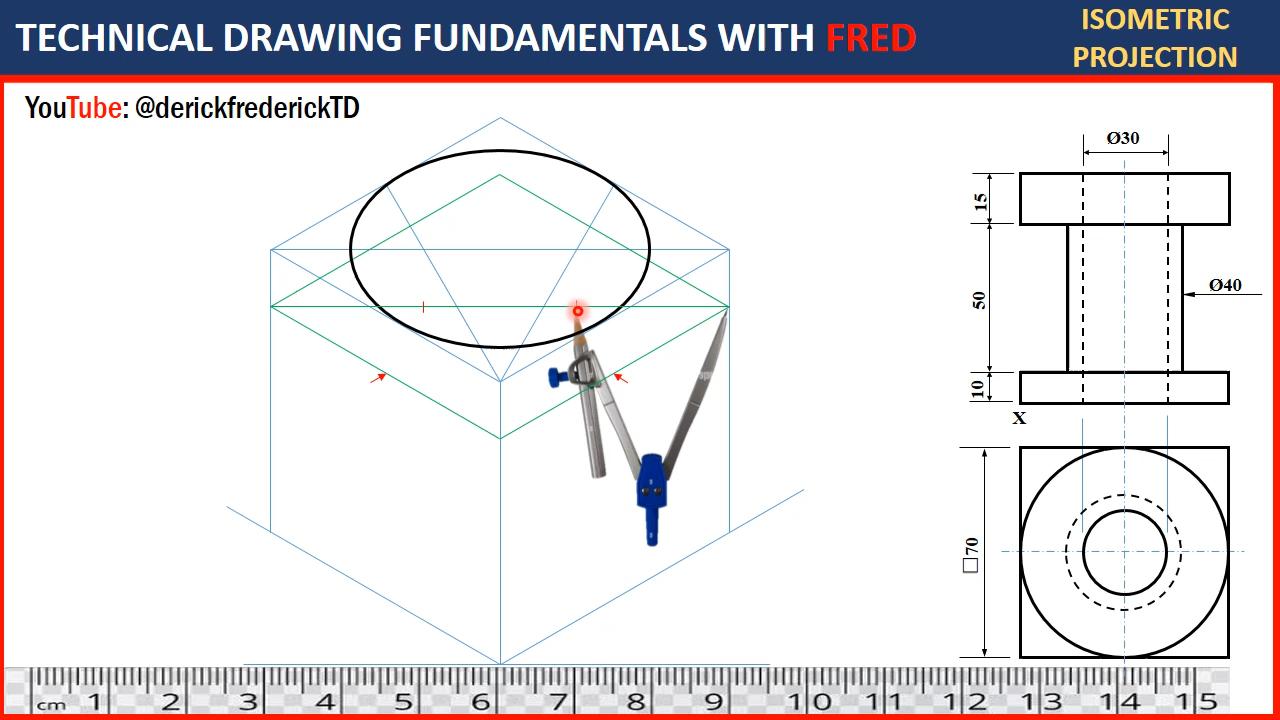 TECHNICAL DRAWING FUNDAMENTALS WITH FRED
ISOMETRIC
PROJECTION
YouTube: @derickfrederickTD
Ø30
15
50
Ø40
10
X
□70
cm 1 2 3 4 5 6 7 8 9 10 11 12 13 14 15